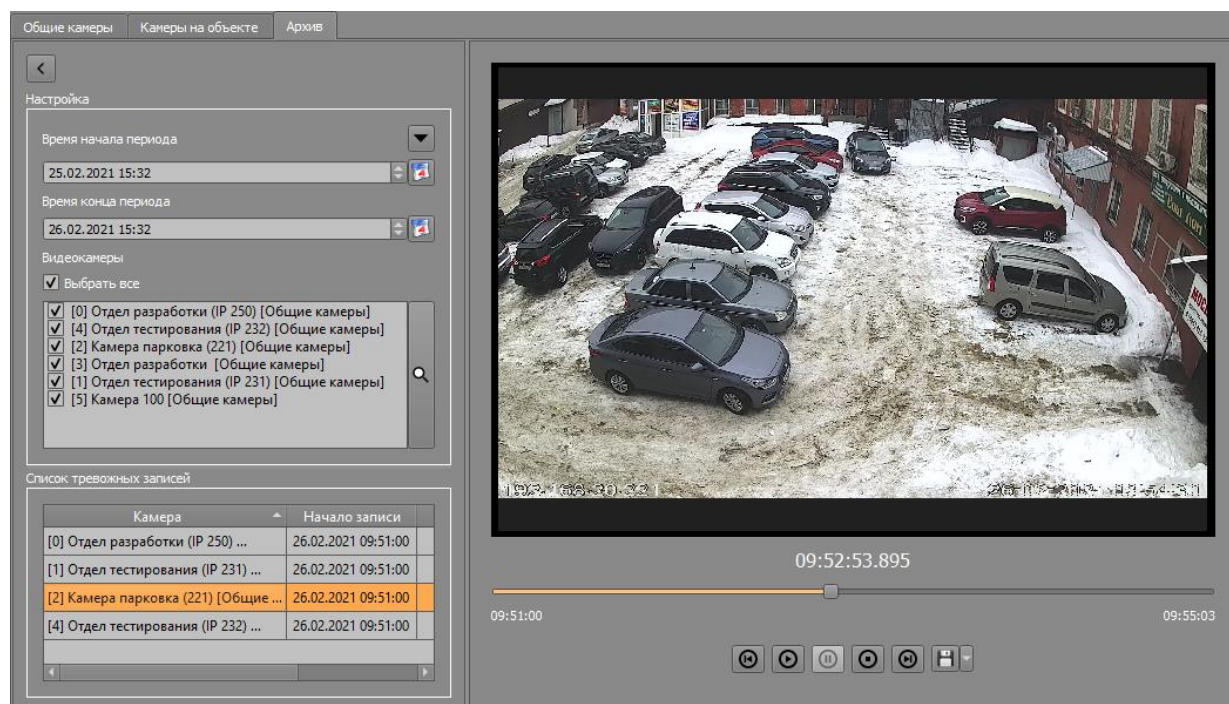 Общие камеры
Камеры на объекте
Архив
Настройка
Время начала периода
25.02.2021 15:32
Время конца периода
26.02.2021 15:32
Видеокамеры
Выбрать все
[0] Отдел разработки (IP 250) [Общие камеры]
[4] Отдел тестирования (IP 232) [Общие камеры]
[2] Камера парковка (221) [Общие камеры]
[3] Отдел разработки [Общие камеры]
[1] Отдел тестирования (IP 231) [Общие камеры]
[5] Камера 100 [Общие камеры]
Список тревожных записей
Камера Начало записи
[0] Отдел разработки (IP 250) ... 26.02.2021 09:51:00
[1] Отдел тестирования (IP 231) ... 26.02.2021 09:51:00
[2] Камера парковка (221) [Общие ... 26.02.2021 09:51:00
[4] Отдел тестирования (IP 232) ... 26.02.2021 09:51:00
09:52:53.895
09:51:00
09:55:03